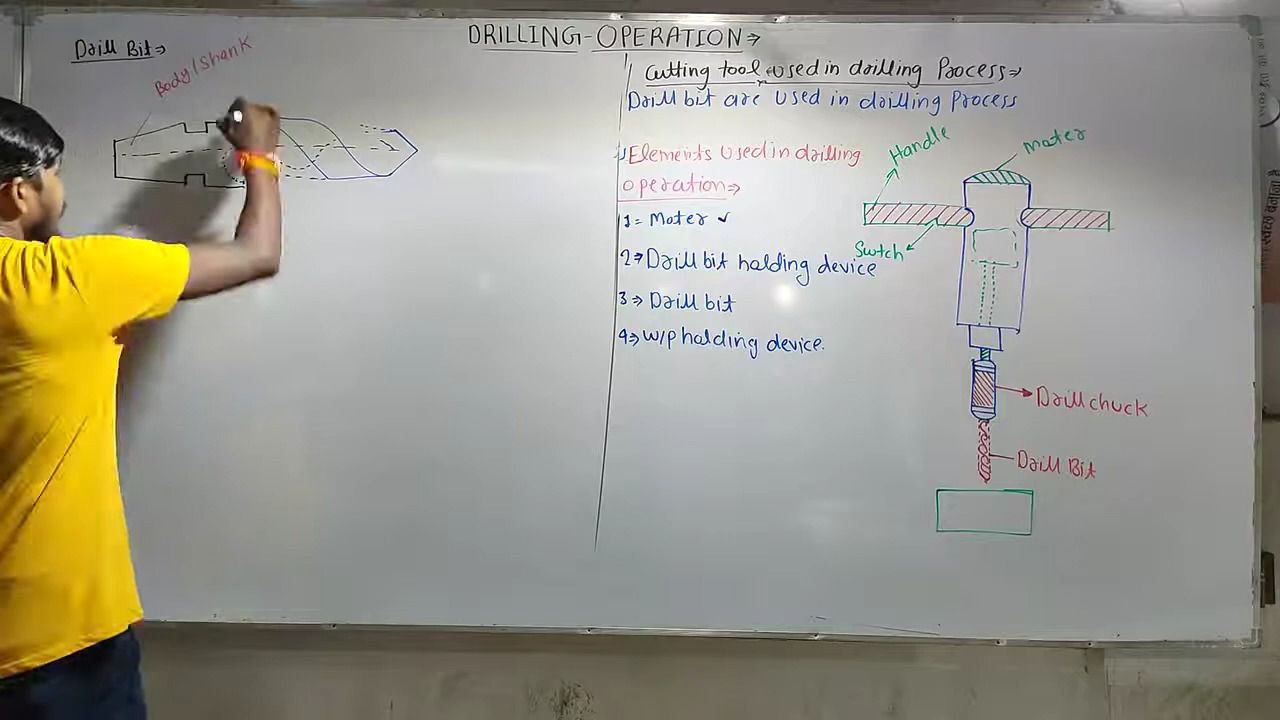 DRILLING-OPERATION⇒
Drill Bit⇒
Body/Shank
Cutting tool used in drilling Process⇒
Drill bit are used in drilling Process
Elements Used in drilling
Operation⇒
1= Moter ✓
2⇒ Drill bit holding device
3⇒ Drill bit
4⇒ W/p holding device.
Handle
Moter
Swtch
Drill chuck
Drill Bit